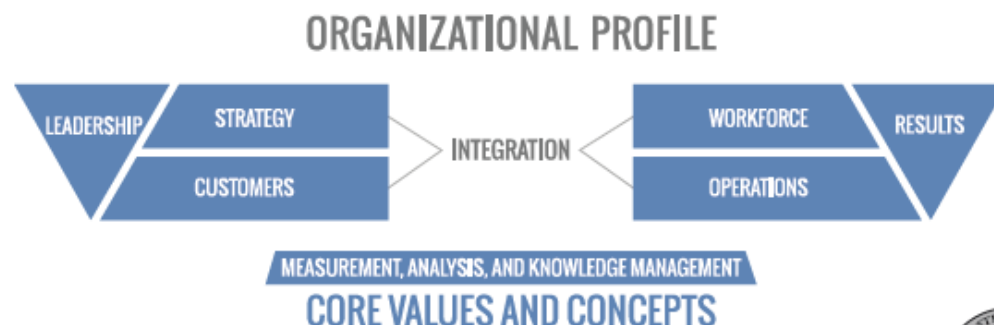 ORGANIZATIONAL PROFILE
LEADERSHIP
STRATEGY
CUSTOMERS
INTEGRATION
WORKFORCE
OPERATIONS
RESULTS
MEASUREMENT, ANALYSIS, AND KNOWLEDGE MANAGEMENT
CORE VALUES AND CONCEPTS